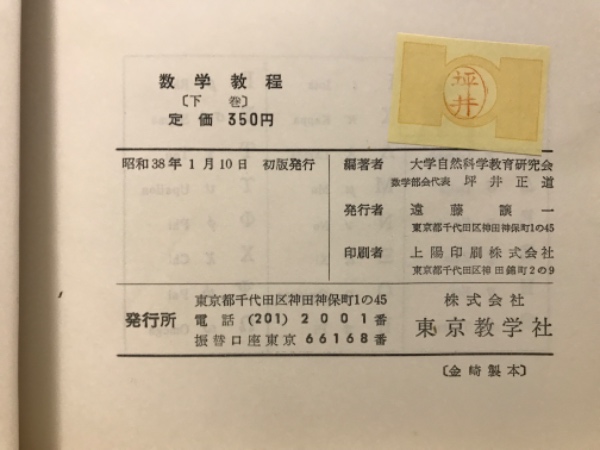 数学教程
〔下 巻〕
定価 350円
坪井
昭和38年1月10日 初版発行
編著者 大学自然科学教育研究会
数学部会代表 坪井正道
発行者 遠藤讓一
東京都千代田区神田神保町1の45
印刷者 上陽印刷株式会社
東京都千代田区神田錦町2の9
発行所
東京都千代田区神田神保町1の45
電話 (201) 2001番
振替口座東京 66168番
株式会社
東京教学社
〔金崎製本〕